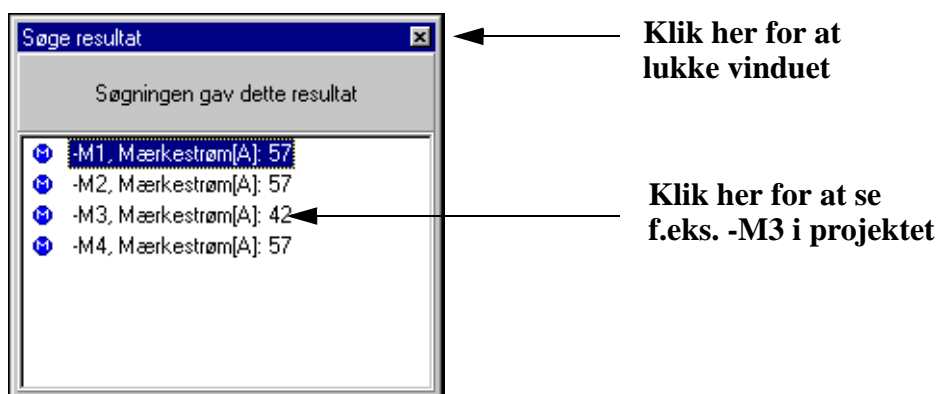 Søge resultat
Klik her for at
lukke vinduet
Søgningen gav dette resultat
-M1, Mærkestrøm[A]: 57
-M2, Mærkestrøm[A]: 57
-M3, Mærkestrøm[A]: 42
-M4, Mærkestrøm[A]: 57
Klik her for at se
f.eks. -M3 i projektet